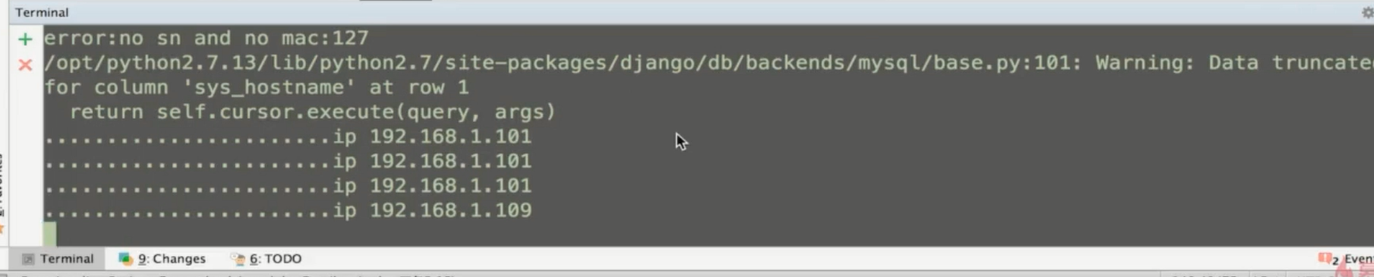 Terminal
error:no sn and no mac:127
/opt/python2.7.13/lib/python2.7/site-packages/django/db/backends/mysql/base.py:101: Warning: Data truncated
for column 'sys_hostname' at row 1
return self.cursor.execute(query, args)
.......................ip 192.168.1.101
.......................ip 192.168.1.101
.......................ip 192.168.1.101
.......................ip 192.168.1.109
Terminal 9: Changes 6: TODO 2 Even